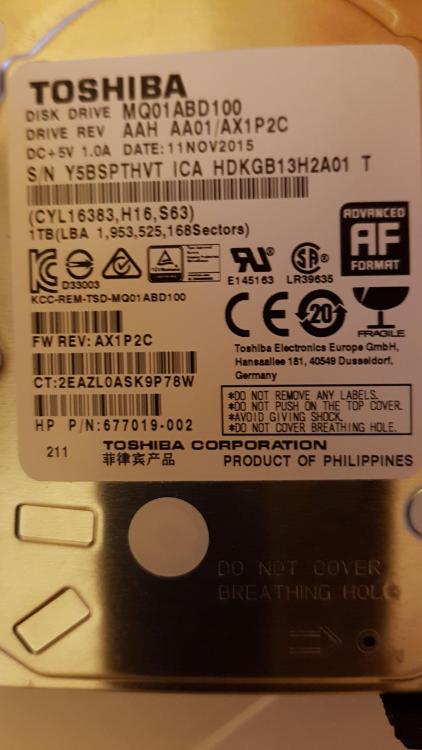 TOSHIBA
DISK DRIVE MQ01ABD100
DRIVE REV AAH AA01/AX1P2C
DC+5V 1.0A DATE:11NOV2015
S/N Y5BSPTHVT ICA HDKGB13H2A01 T
(CYL16383,H16,S63)
1TB(LBA 1,953,525,168Sectors)
ADVANCED
AF
FORMAT
D33003
E145163
LR39635
KCC-REM-TSD-MQ01ABD100
20
FRAGILE
FW REV:AX1P2C
Toshiba Electronics Europe GmbH,
Hansaallee 181, 40549 Dusseldorf,
Germany
CT:2EAZL0ASK9P78W
*DO NOT REMOVE ANY LABELS.
*DO NOT PUSH ON THE TOP COVER.
*AVOID GIVING SHOCK.
*DO NOT COVER BREATHING HOLE.
HP P/N:677019-002
211
TOSHIBA CORPORATION
菲律宾产品
PRODUCT OF PHILIPPINES
DO NOT COVER
BREATHING HOLE